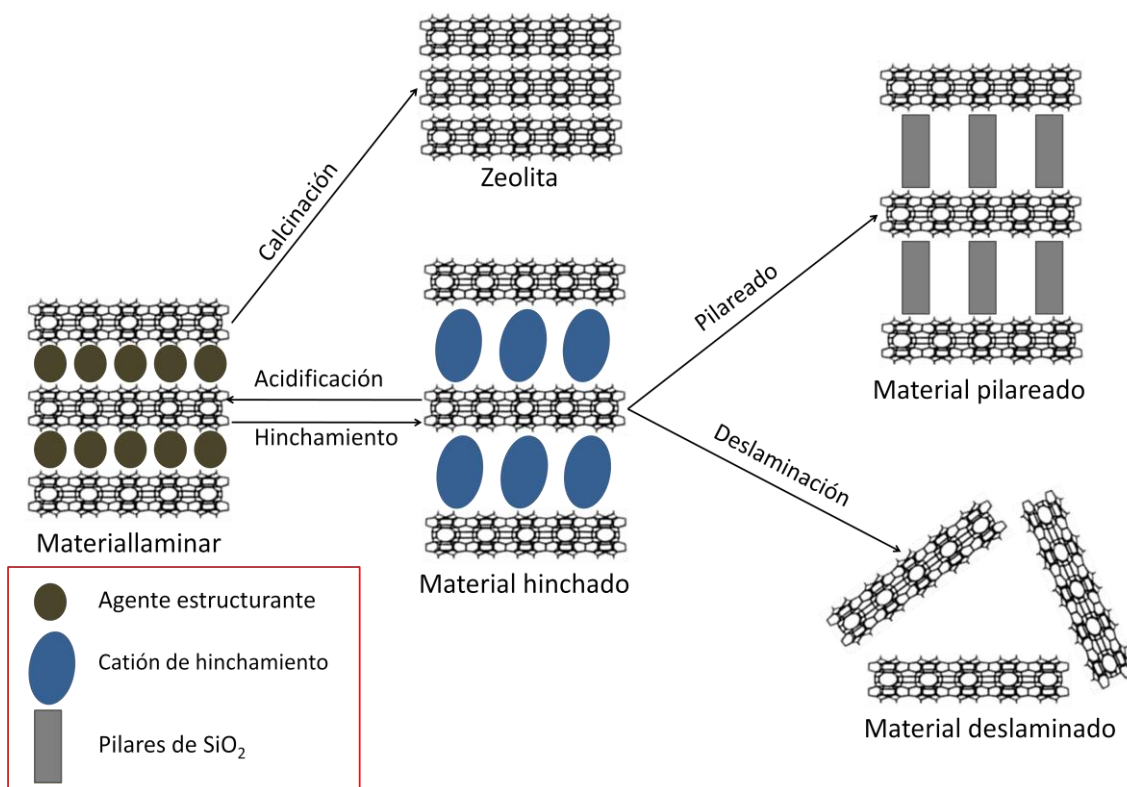 Zeolita
Calcinación
Pilareado
Material pilareado
Acidificación
Hinchamiento
Deslaminación
Materiallaminar
Material hinchado
Material deslaminado
Agente estructurante
Catión de hinchamiento
Pilares de SiO₂